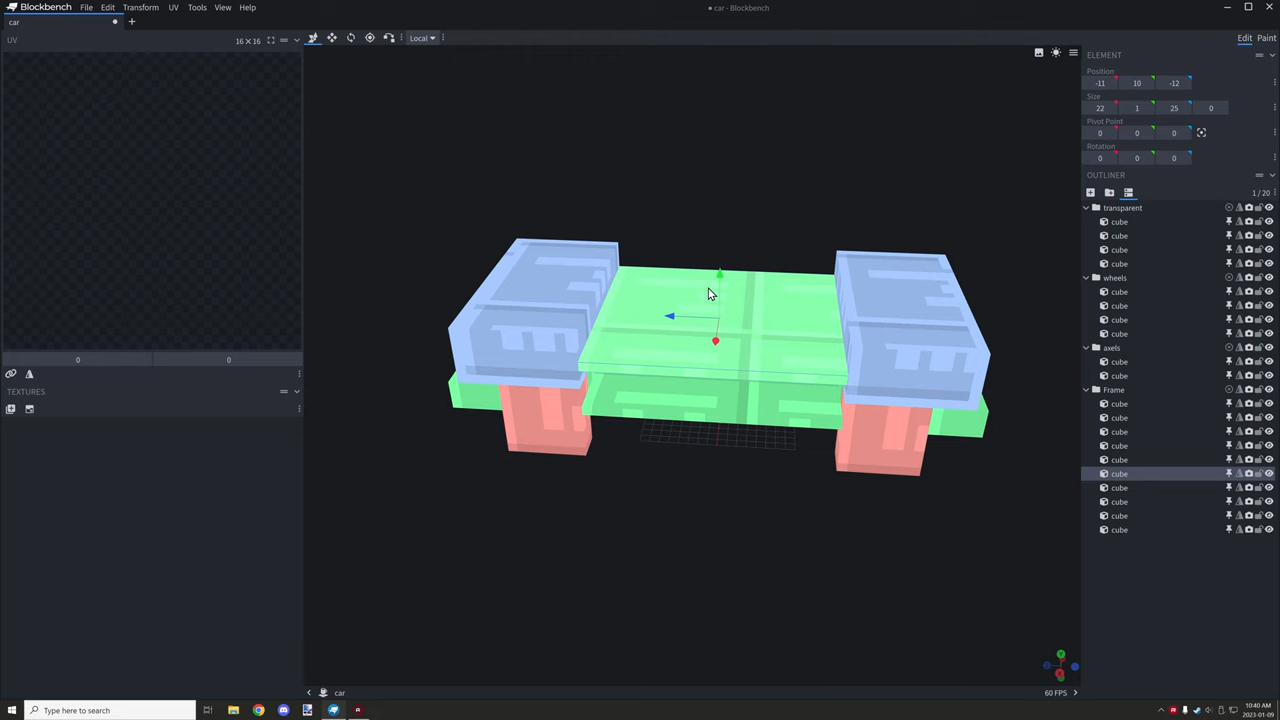 Blockbench File Edit Transform UV Tools View Help
car - Blockbench
car
UV 16×16
Local
Edit Paint
ELEMENT
Position
-11 10 -12
Size
22 1 25 0
Pivot Point
0 0 0
Rotation
0 0 0
OUTLINER
1/20
transparent
cube
cube
cube
cube
wheels
cube
cube
cube
cube
axels
cube
cube
Frame
cube
cube
cube
cube
cube
cube
cube
cube
cube
cube
0 0
TEXTURES
car
60 FPS
Type here to search
10:40 AM
2023-01-09